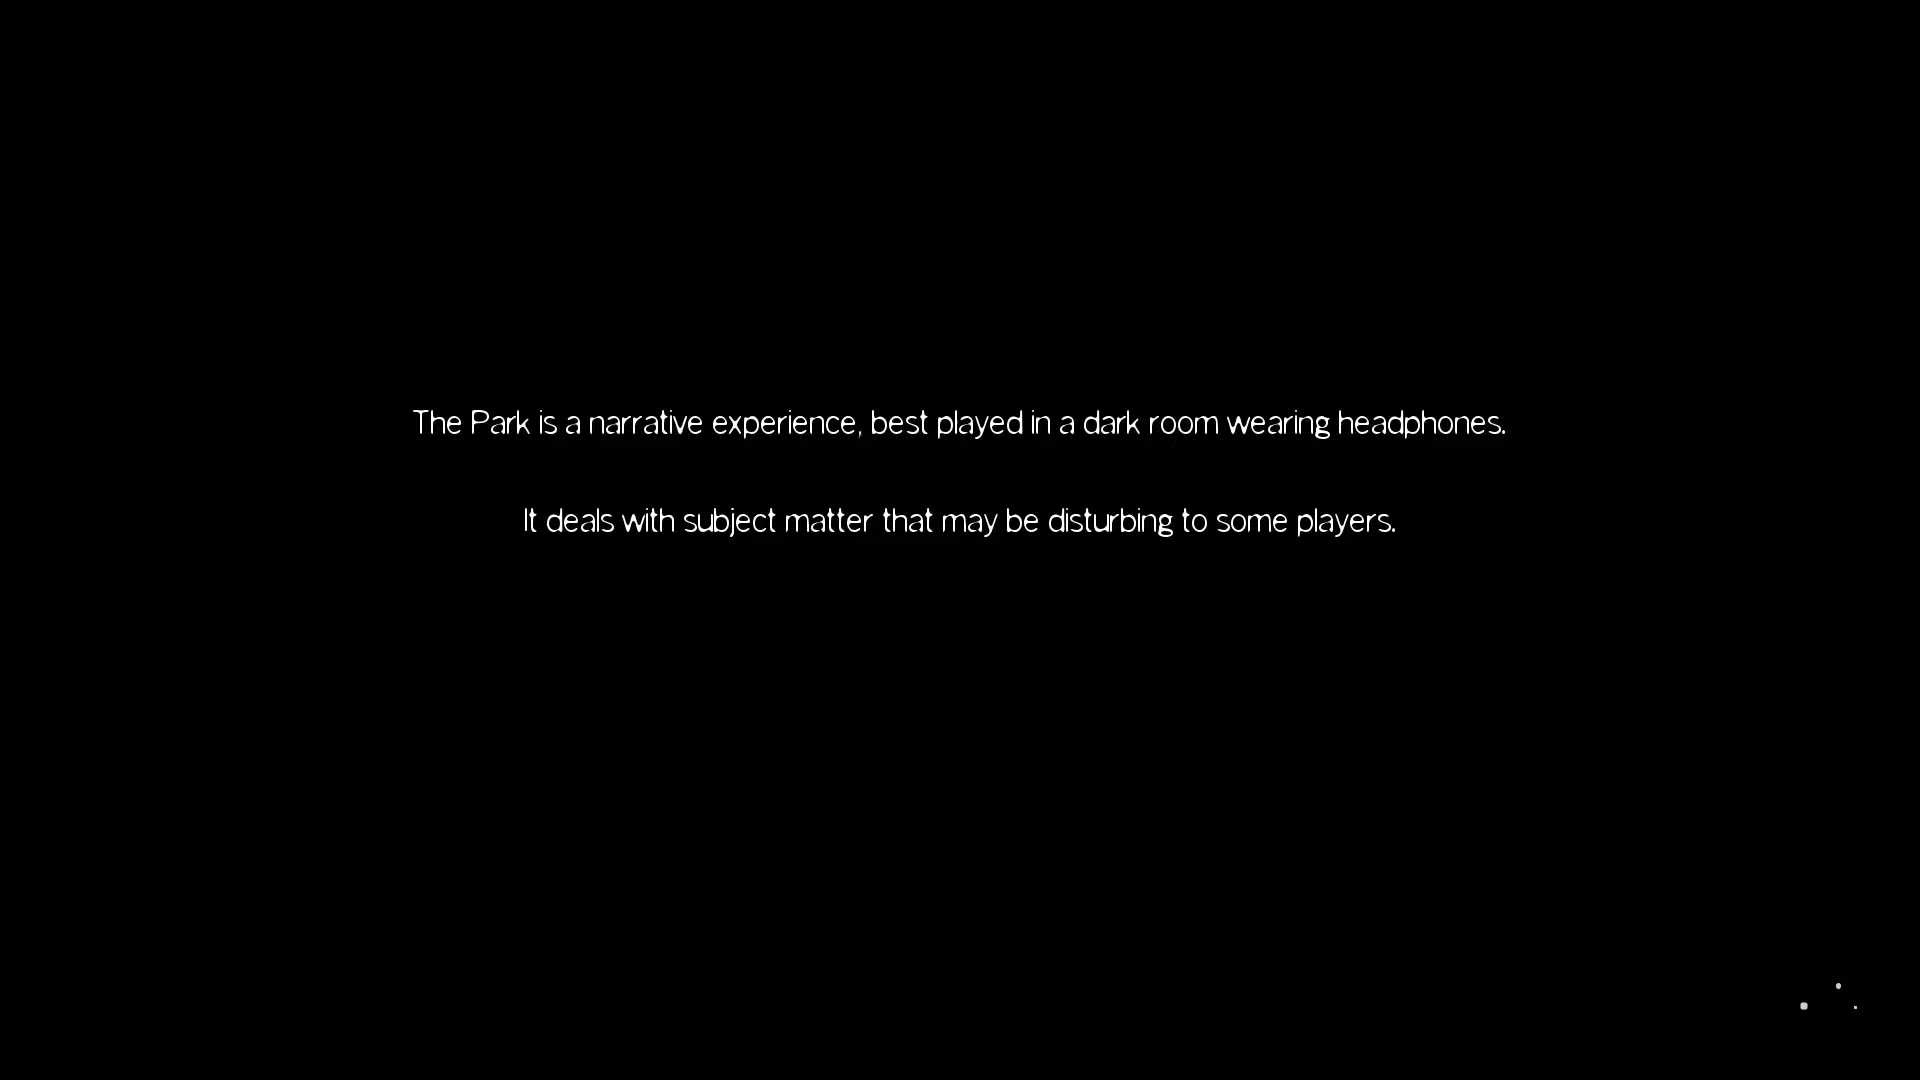 The Park is a narrative experience, best played in a dark room wearing headphones.
It deals with subject matter that may be disturbing to some players.